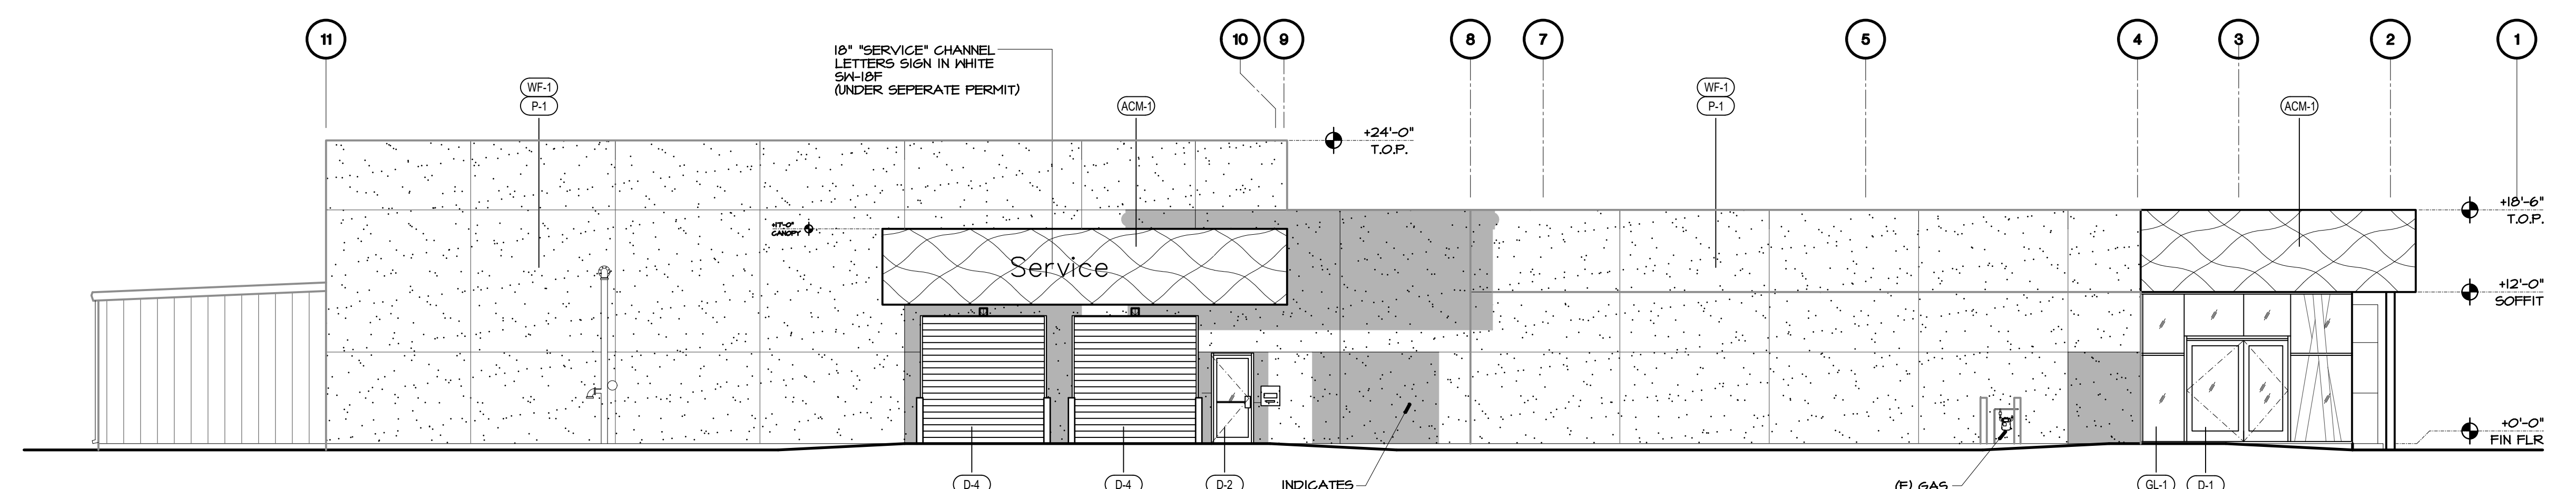 11
10
9
8
7
5
4
3
2
1
18" "SERVICE" CHANNEL
LETTERS SIGN IN WHITE
SW-18F
(UNDER SEPERATE PERMIT)
WF-1
P-1
ACM-1
WF-1
P-1
ACM-1
+24'-0"
T.O.P.
+18'-6"
T.O.P.
+17'-0"
CANOPY
Service
+12'-0"
SOFFIT
+0'-0"
FIN FLR
D-4
D-4
D-2
INDICATES
(E) GAS
GL-1
D-1